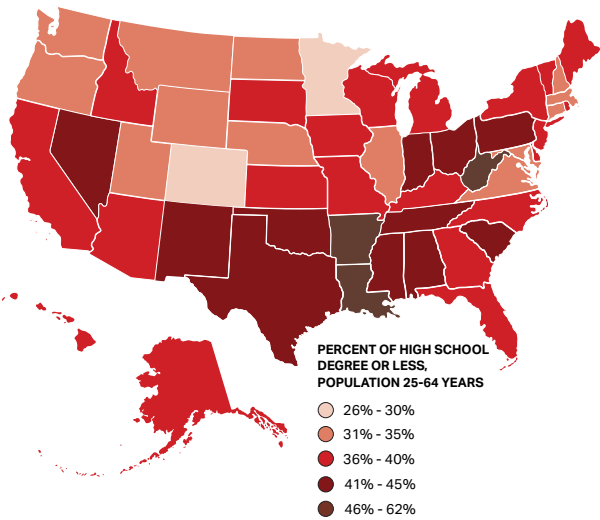 PERCENT OF HIGH SCHOOL
DEGREE OR LESS,
POPULATION 25-64 YEARS
26% - 30%
31% - 35%
36% - 40%
41% - 45%
46% - 62%